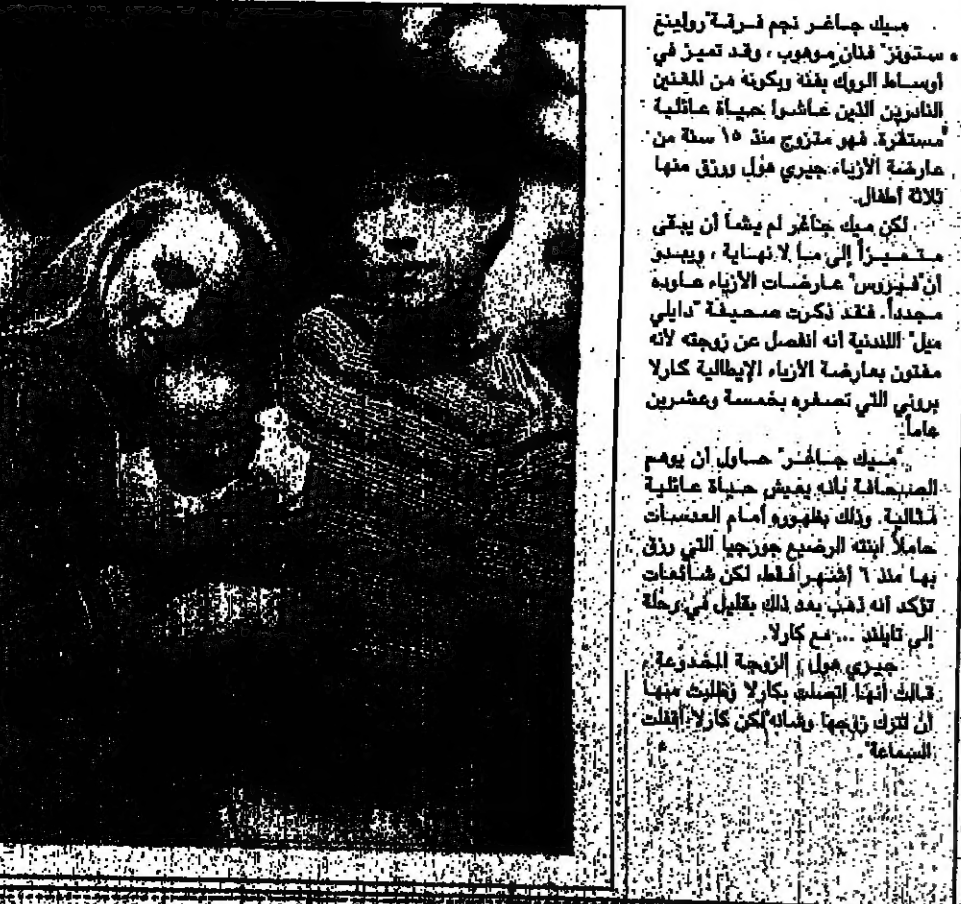 ميك جاغر نجم فرقة "رولينغ
ستونز" فنان موهوب ، وقد تميز في
أوساط الروك بفنه وبكونه من المغنين
النادرين الذين عاشوا حياة عائلية
مستقرة. فهو متزوج منذ ١٥ سنة من
عارضة الأزياء جيري هول ورزق منها
ثلاثة أطفال.
لكن ميك جاغر لم يشأ أن يبقى
متميزاً إلى ما لا نهاية ، ويبدو
أن "فيروس" عارضات الأزياء عاوده
مجدداً. فقد ذكرت صحيفة "دايلي
ميل" اللندنية أنه انفصل عن زوجته لأنه
مفتون بعارضة الأزياء الإيطالية كارلا
بروني التي تصغره بخمسة وعشرين
عاماً.
"ميك جاغر" حاول أن يوهم
الصحافة بأنه يعيش حياة عائلية
مثالية. وذلك بظهوره أمام العدسات
حاملاً ابنته الرضيع جورجيا التي رزق
بها منذ ٦ أشهر فقط، لكن شائعات
تؤكد أنه ذهب بعد ذلك بقليل في رحلة
إلى تايلند ... مع كارلا.
جيري هول ، الزوجة المخدوعة ،
قالت أنها اتصلت بكارلا وطلبت منها
أن تترك زوجها وشأنه "لكن كارلا أقفلت
السماعة".